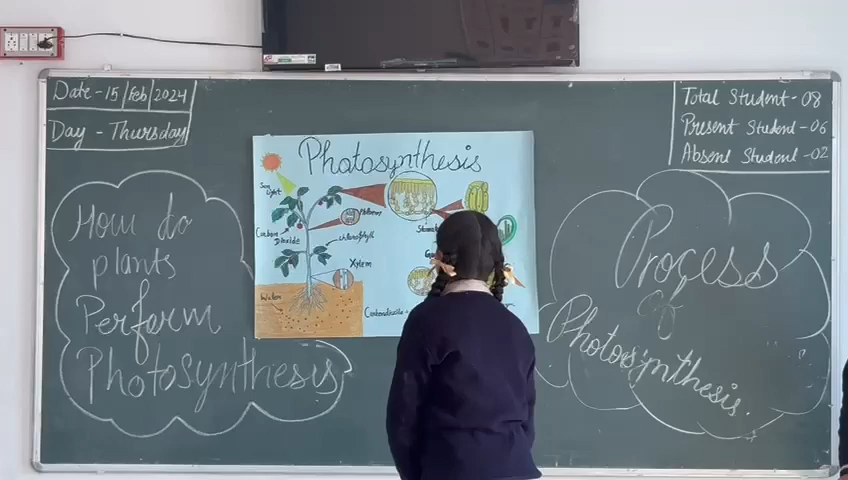 Date - 15/Feb/2024
Day - Thursday
Total Student - 08
Present Student - 06
Absent Student - 02
How do
plants
Perform
Photosynthesis
Photosynthesis
Sun
light
Carbon
Dioxide
chlorophyll
Xylem
Water
Process
of
Photosynthesis.